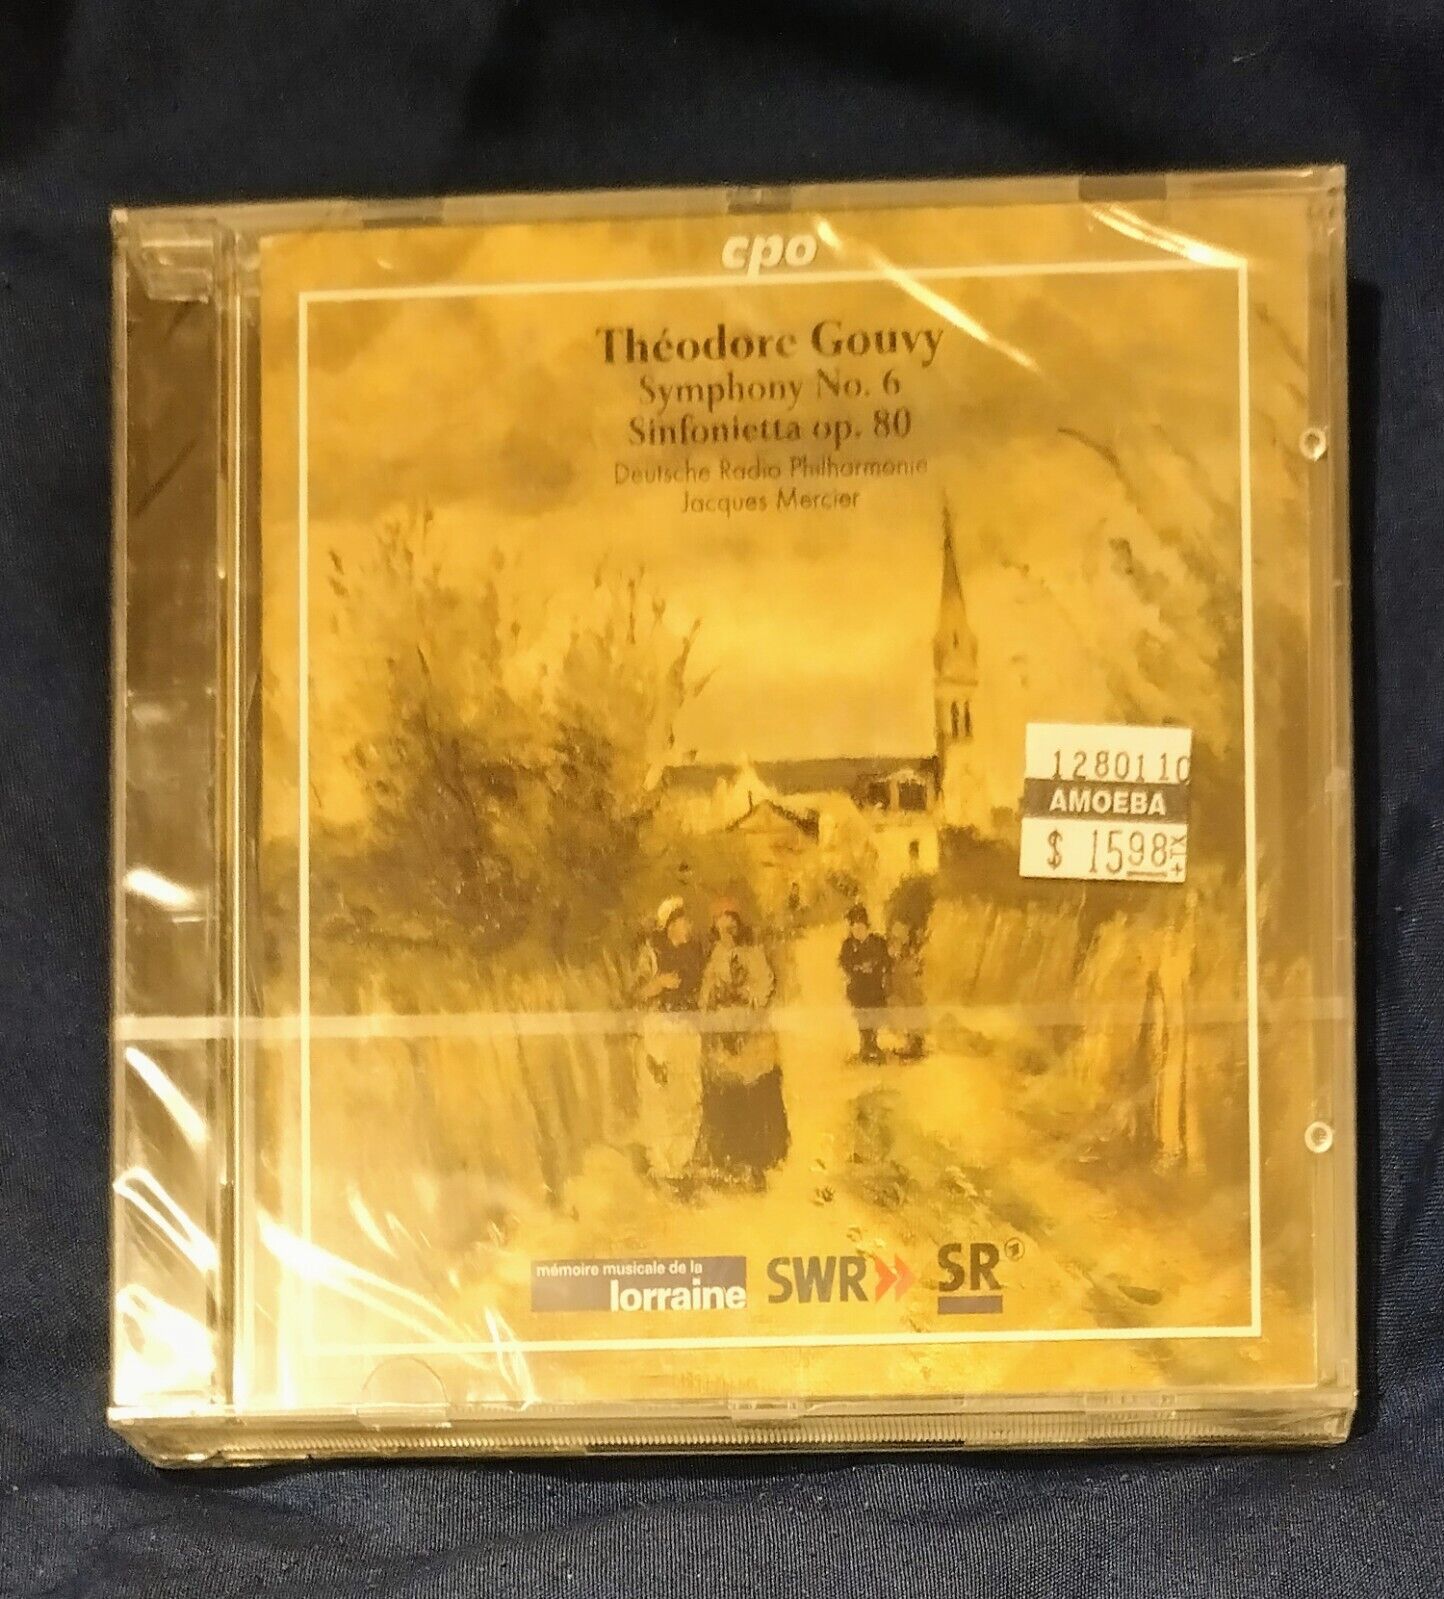 cpo
Théodore Gouvy
Symphony No. 6
Sinfonietta op. 80
Deutsche Radio Philharmonie
Jacques Mercier
1280110
AMOEBA
$ 15.98 +TX
mémoire musicale de la
lorraine
SWR
SR